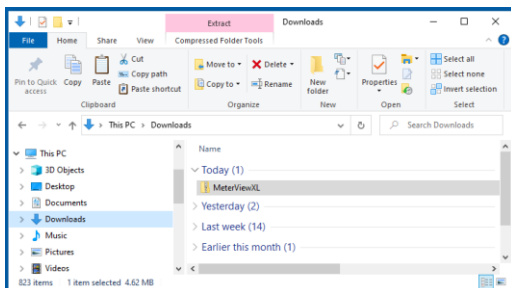 Extract
Downloads
File
Home
Share
View
Compressed Folder Tools
Pin to Quick access
Copy
Paste
Cut
Copy path
Paste shortcut
Clipboard
Move to
Copy to
Delete
Rename
Organize
New folder
New
Properties
Open
Select all
Select none
Invert selection
Select
This PC > Downloads
Search Downloads
This PC
3D Objects
Desktop
Documents
Downloads
Music
Pictures
Videos
Name
Today (1)
MeterViewXL
Yesterday (2)
Last week (14)
Earlier this month (1)
823 items
1 item selected 4.62 MB